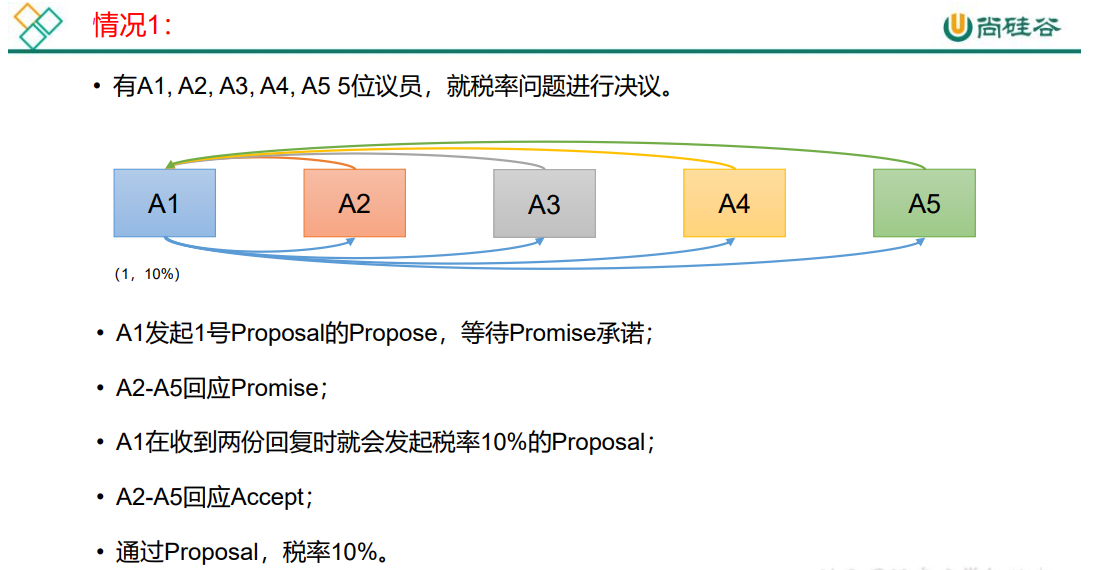 情况1：
尚硅谷
• 有A1, A2, A3, A4, A5 5位议员，就税率问题进行决议。
A1
A2
A3
A4
A5
（1，10%）
• A1发起1号Proposal的Propose，等待Promise承诺；
• A2-A5回应Promise；
• A1在收到两份回复时就会发起税率10%的Proposal；
• A2-A5回应Accept；
• 通过Proposal，税率10%。